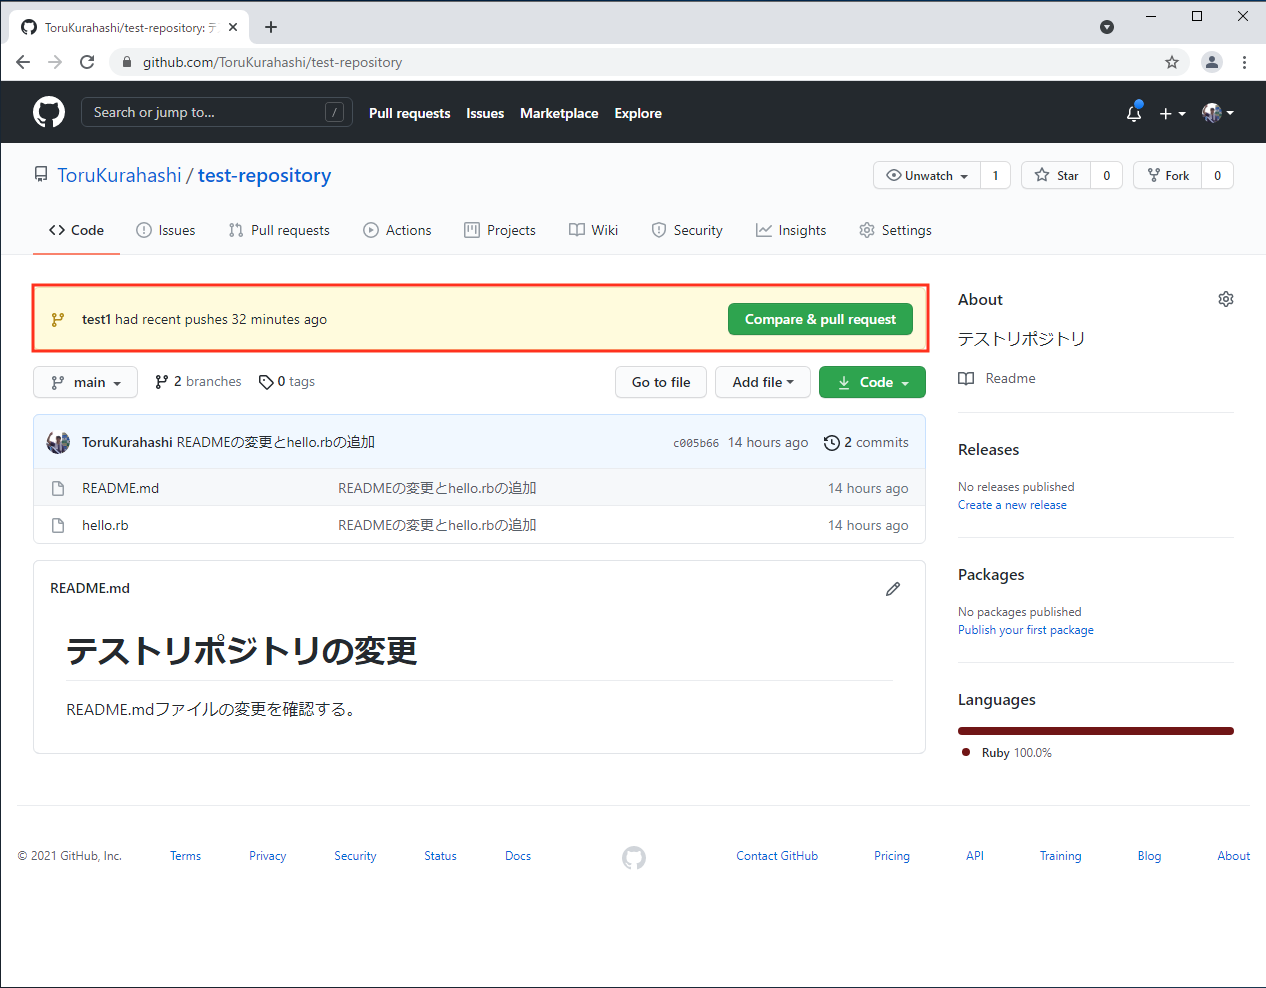 ToruKurahashi/test-repository: テ
github.com/ToruKurahashi/test-repository
Search or jump to... / Pull requests Issues Marketplace Explore
ToruKurahashi / test-repository Unwatch 1 Star 0 Fork 0
Code Issues Pull requests Actions Projects Wiki Security Insights Settings
test1 had recent pushes 32 minutes ago Compare & pull request
main 2 branches 0 tags Go to file Add file Code
ToruKurahashi READMEの変更とhello.rbの追加 c005b66 14 hours ago 2 commits
README.md READMEの変更とhello.rbの追加 14 hours ago
hello.rb READMEの変更とhello.rbの追加 14 hours ago
README.md
テストリポジトリの変更
README.mdファイルの変更を確認する。
About
テストリポジトリ
Readme
Releases
No releases published
Create a new release
Packages
No packages published
Publish your first package
Languages
Ruby 100.0%
© 2021 GitHub, Inc. Terms Privacy Security Status Docs Contact GitHub Pricing API Training Blog About